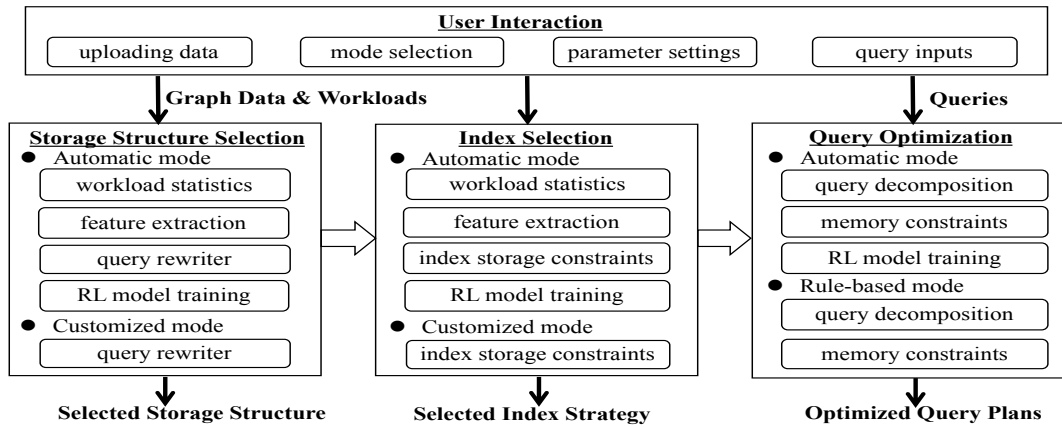 User Interaction
uploading data
mode selection
parameter settings
query inputs
Graph Data & Workloads
Queries
Storage Structure Selection
Automatic mode
workload statistics
feature extraction
query rewriter
RL model training
Customized mode
query rewriter
Selected Storage Structure
Index Selection
Automatic mode
workload statistics
feature extraction
index storage constraints
RL model training
Customized mode
index storage constraints
Selected Index Strategy
Query Optimization
Automatic mode
query decomposition
memory constraints
RL model training
Rule-based mode
query decomposition
memory constraints
Optimized Query Plans